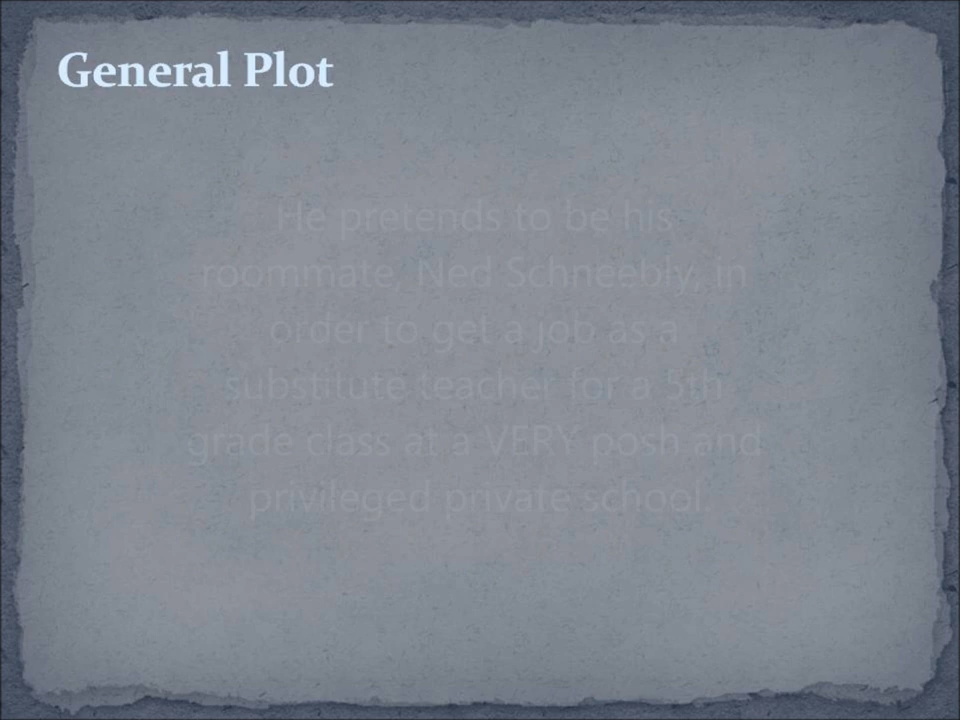 General Plot
He pretends to be his
roommate, Ned Schneebly, in
order to get a job as a
substitute teacher for a 5th
grade class at a VERY posh and
privileged private school.